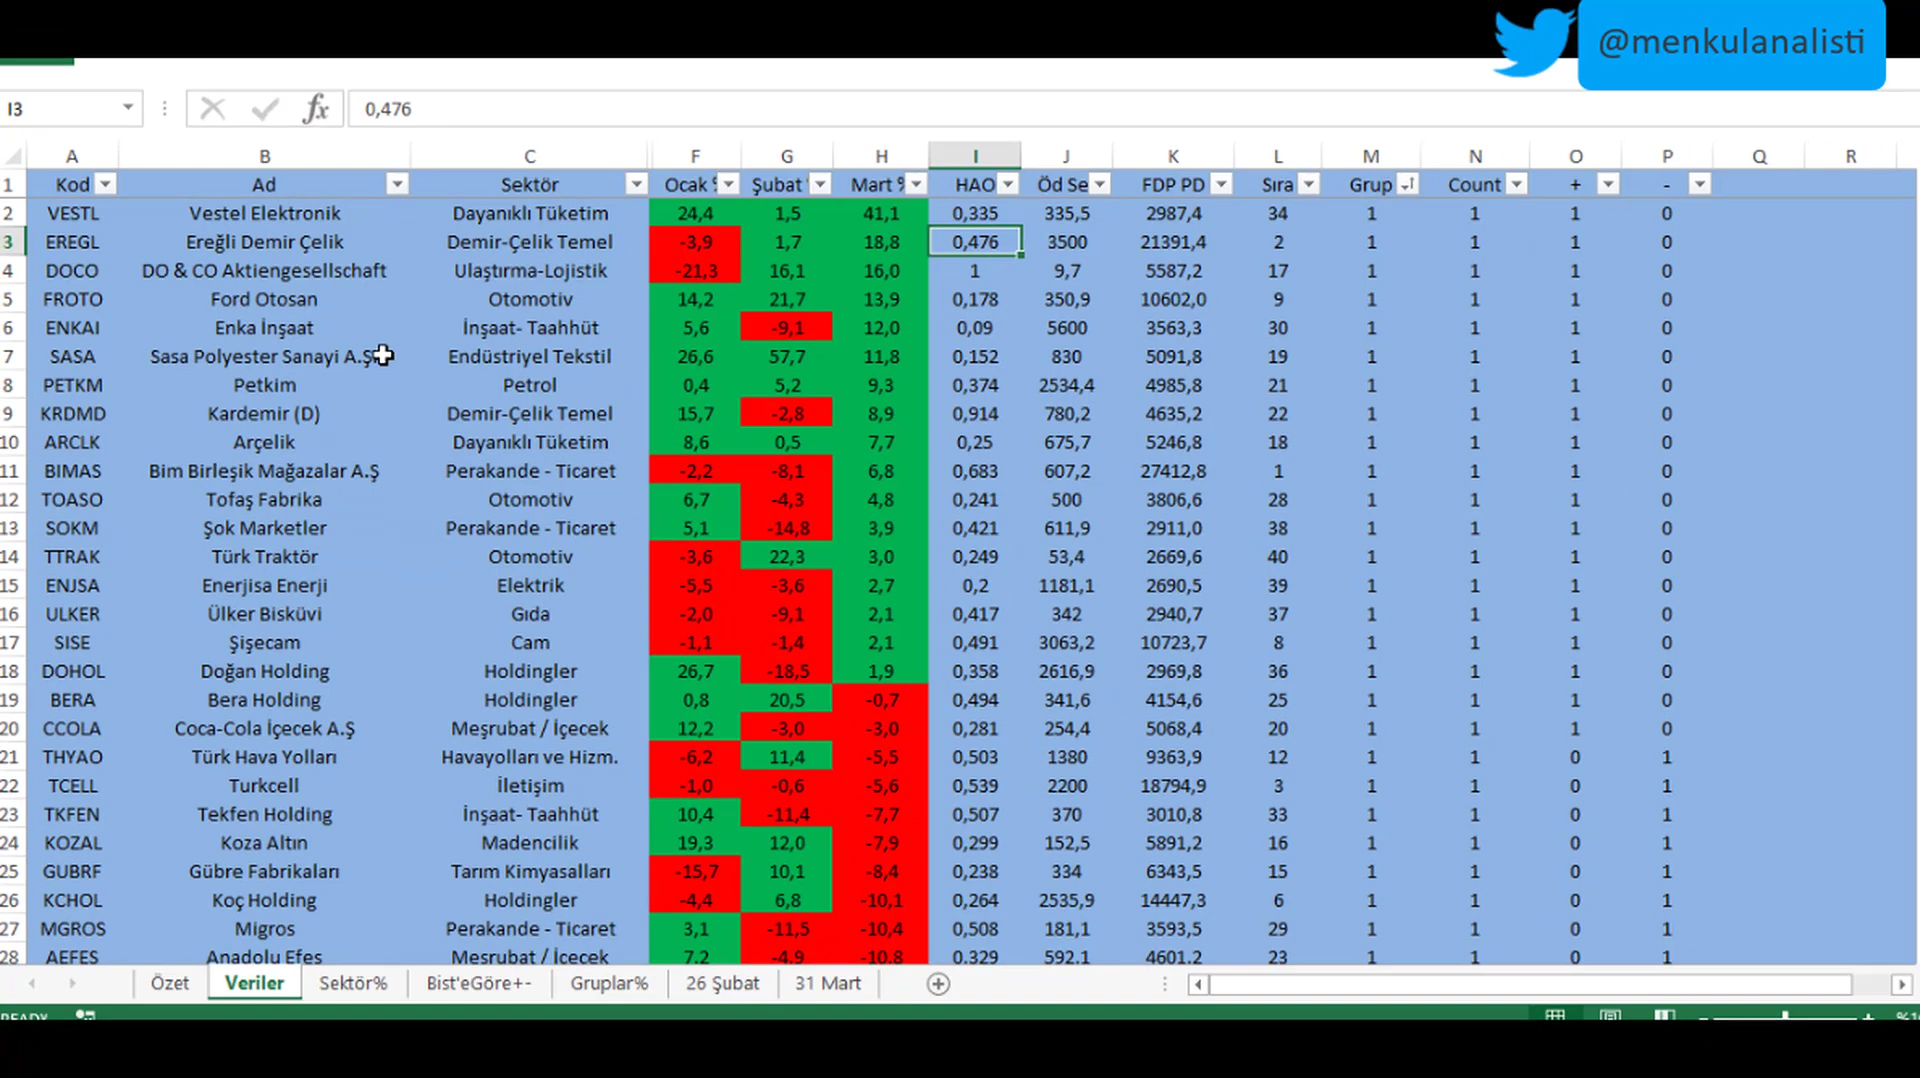 @menkulanalisti
I3 fx 0,476
A B C F G H I J K L M N O P Q R
1 Kod Ad Sektör Ocak % Şubat Mart % HAO Öd Se FDP PD Sıra Grup Count + -
2 VESTL Vestel Elektronik Dayanıklı Tüketim 24,4 1,5 41,1 0,335 335,5 2987,4 34 1 1 1 0
3 EREGL Ereğli Demir Çelik Demir-Çelik Temel -3,9 1,7 18,8 0,476 3500 21391,4 2 1 1 1 0
4 DOCO DO & CO Aktiengesellschaft Ulaştırma-Lojistik -21,3 16,1 16,0 1 9,7 5587,2 17 1 1 1 0
5 FROTO Ford Otosan Otomotiv 14,2 21,7 13,9 0,178 350,9 10602,0 9 1 1 1 0
6 ENKAI Enka İnşaat İnşaat- Taahhüt 5,6 -9,1 12,0 0,09 5600 3563,3 30 1 1 1 0
7 SASA Sasa Polyester Sanayi A.Ş Endüstriyel Tekstil 26,6 57,7 11,8 0,152 830 5091,8 19 1 1 1 0
8 PETKM Petkim Petrol 0,4 5,2 9,3 0,374 2534,4 4985,8 21 1 1 1 0
9 KRDMD Kardemir (D) Demir-Çelik Temel 15,7 -2,8 8,9 0,914 780,2 4635,2 22 1 1 1 0
10 ARCLK Arçelik Dayanıklı Tüketim 8,6 0,5 7,7 0,25 675,7 5246,8 18 1 1 1 0
11 BIMAS Bim Birleşik Mağazalar A.Ş Perakande - Ticaret -2,2 -8,1 6,8 0,683 607,2 27412,8 1 1 1 1 0
12 TOASO Tofaş Fabrika Otomotiv 6,7 -4,3 4,8 0,241 500 3806,6 28 1 1 1 0
13 SOKM Şok Marketler Perakande - Ticaret 5,1 -14,8 3,9 0,421 611,9 2911,0 38 1 1 1 0
14 TTRAK Türk Traktör Otomotiv -3,6 22,3 3,0 0,249 53,4 2669,6 40 1 1 1 0
15 ENJSA Enerjisa Enerji Elektrik -5,5 -3,6 2,7 0,2 1181,1 2690,5 39 1 1 1 0
16 ULKER Ülker Bisküvi Gıda -2,0 -9,1 2,1 0,417 342 2940,7 37 1 1 1 0
17 SISE Şişecam Cam -1,1 -1,4 2,1 0,491 3063,2 10723,7 8 1 1 1 0
18 DOHOL Doğan Holding Holdingler 26,7 -18,5 1,9 0,358 2616,9 2969,8 36 1 1 1 0
19 BERA Bera Holding Holdingler 0,8 20,5 -0,7 0,494 341,6 4154,6 25 1 1 1 0
20 CCOLA Coca-Cola İçecek A.Ş Meşrubat / İçecek 12,2 -3,0 -3,0 0,281 254,4 5068,4 20 1 1 1 0
21 THYAO Türk Hava Yolları Havayolları ve Hizm. -6,2 11,4 -5,5 0,503 1380 9363,9 12 1 1 0 1
22 TCELL Turkcell İletişim -1,0 -0,6 -5,6 0,539 2200 18794,9 3 1 1 0 1
23 TKFEN Tekfen Holding İnşaat- Taahhüt 10,4 -11,4 -7,7 0,507 370 3010,8 33 1 1 0 1
24 KOZAL Koza Altın Madencilik 19,3 12,0 -7,9 0,299 152,5 5891,2 16 1 1 0 1
25 GUBRF Gübre Fabrikaları Tarım Kimyasalları -15,7 10,1 -8,4 0,238 334 6343,5 15 1 1 0 1
26 KCHOL Koç Holding Holdingler -4,4 6,8 -10,1 0,264 2535,9 14447,3 6 1 1 0 1
27 MGROS Migros Perakande - Ticaret 3,1 -11,5 -10,4 0,508 181,1 3593,5 29 1 1 0 1
28 AEFES Anadolu Efes Meşrubat / İçecek 7,2 -4,9 -10,8 0,329 592,1 4601,2 23 1 1 0 1
Özet Veriler Sektör% Bist'eGöre+- Gruplar% 26 Şubat 31 Mart
READY